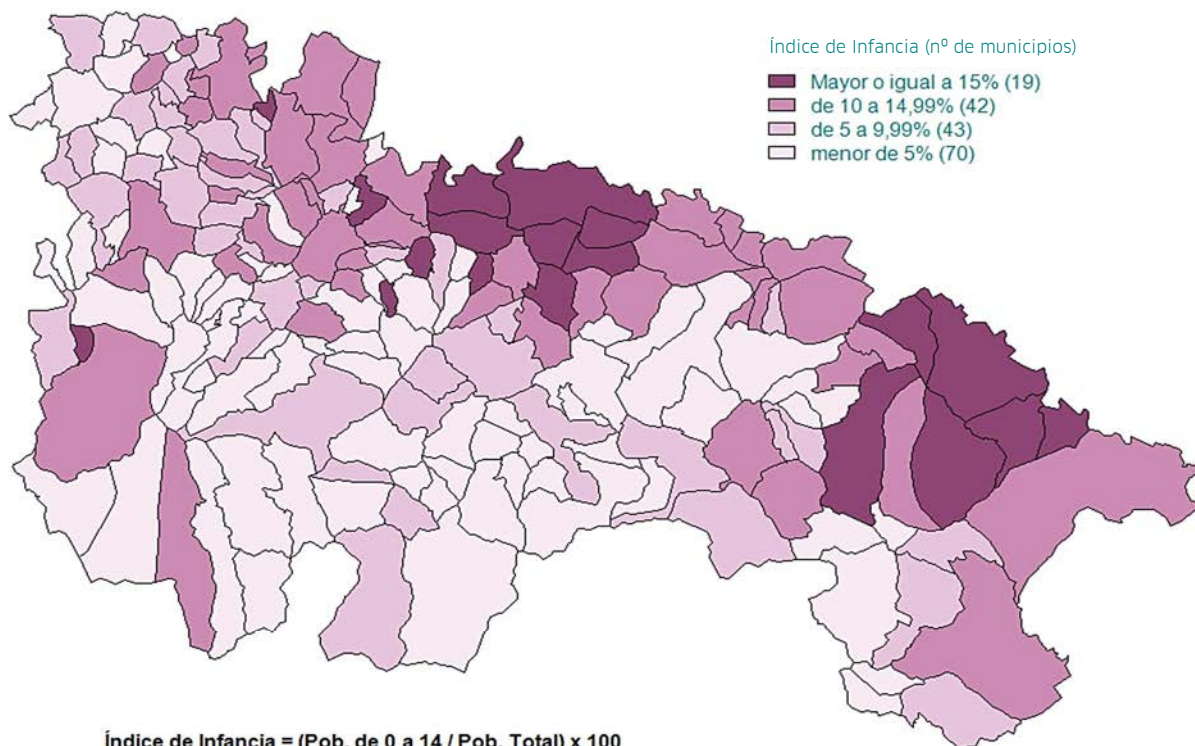 Índice de Infancia (nº de municipios)
Mayor o igual a 15% (19)
de 10 a 14,99% (42)
de 5 a 9,99% (43)
menor de 5% (70)
Índice de Infancia = (Pob. de 0 a 14 / Pob. Total) x 100